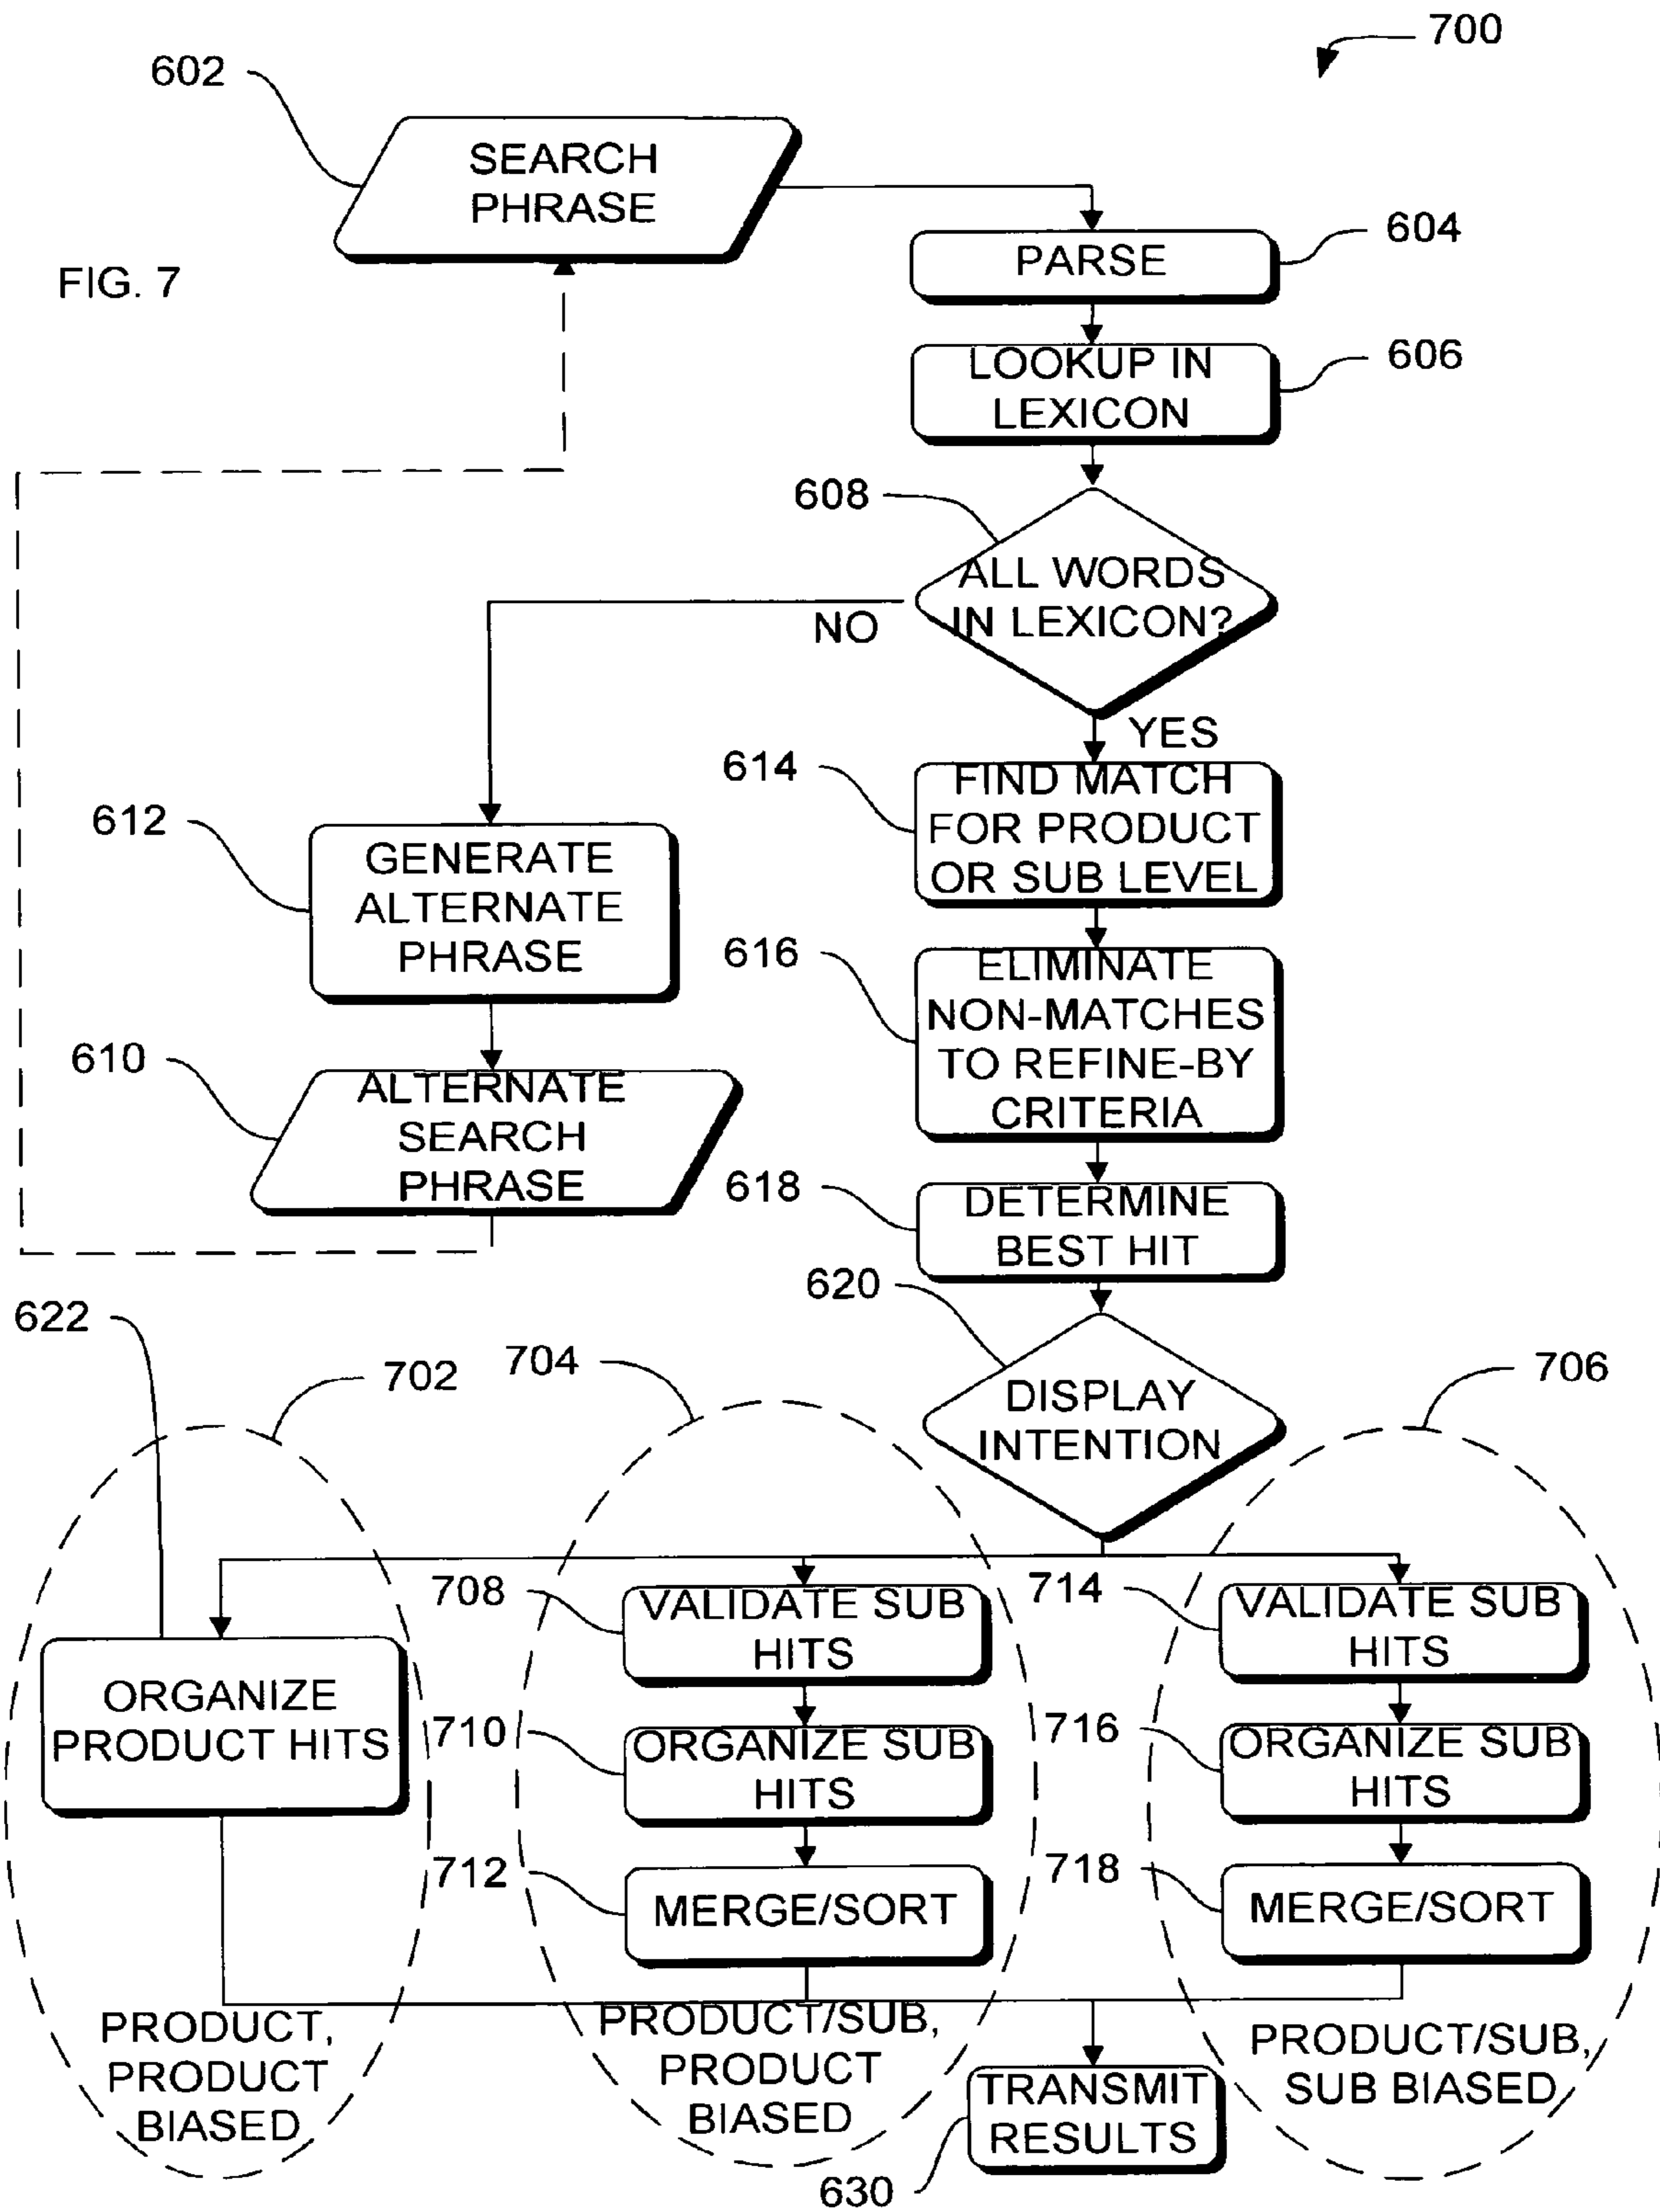 700
602
SEARCH
PHRASE
604
PARSE
FIG. 7
606
LOOKUP IN
LEXICON
608
ALL WORDS
IN LEXICON?
NO
YES
614
FIND MATCH
FOR PRODUCT
OR SUB LEVEL
612
GENERATE
ALTERNATE
PHRASE
616
ELIMINATE
NON-MATCHES
TO REFINE-BY
CRITERIA
610
ALTERNATE
SEARCH
PHRASE
618
DETERMINE
BEST HIT
620
DISPLAY
INTENTION
622
702
704
706
ORGANIZE
PRODUCT HITS
708
VALIDATE SUB
HITS
714
VALIDATE SUB
HITS
710
ORGANIZE SUB
HITS
716
ORGANIZE SUB
HITS
712
MERGE/SORT
718
MERGE/SORT
PRODUCT,
PRODUCT
BIASED
PRODUCT/SUB,
PRODUCT
BIASED
PRODUCT/SUB,
SUB BIASED
TRANSMIT
RESULTS
630